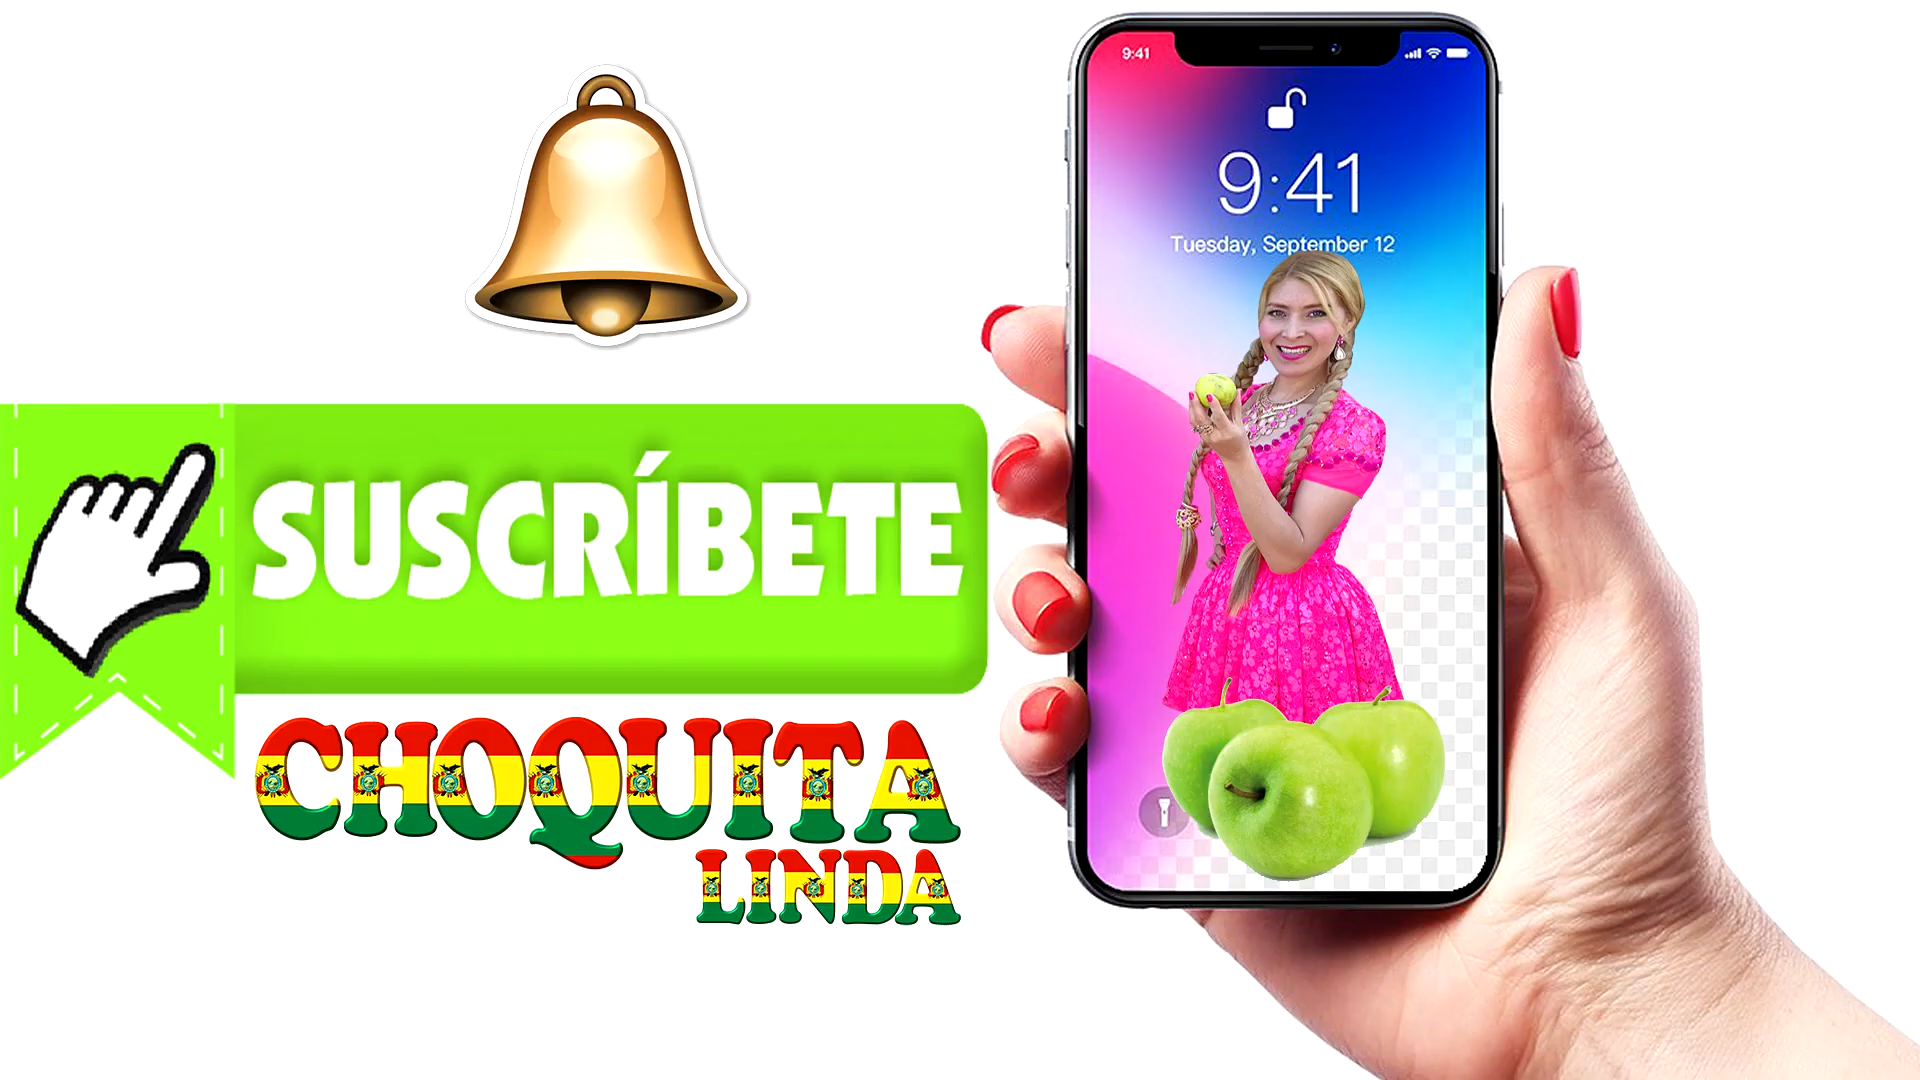 SUSCRÍBETE
CHOQUITA
LINDA
9:41
9:41
Tuesday, September 12